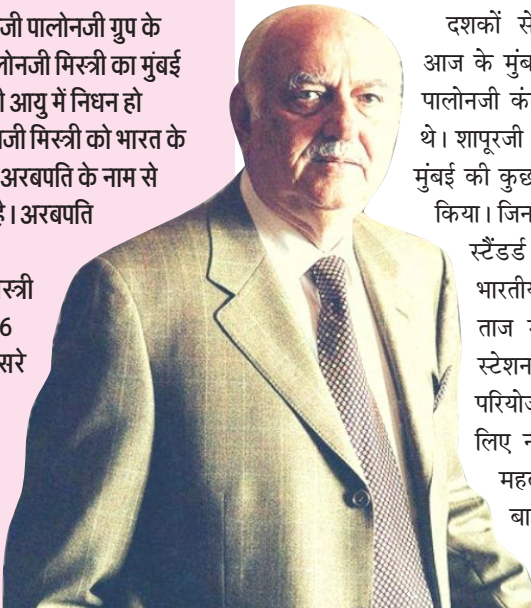 जी पालोनजी ग्रुप के
लोनजी मिस्त्री का मुंबई
आयु में निधन हो
जी मिस्त्री को भारत के
अरबपति के नाम से
है। अरबपति
स्त्री
6
सरे
दशकों से
आज के मुंब
पालोनजी कं
थे। शापूरजी
मुंबई की कुछ
किया। जिन
स्टैंडर्ड
भारतीय
ताज
स्टेशन
परियोज
लिए न
महत
बा